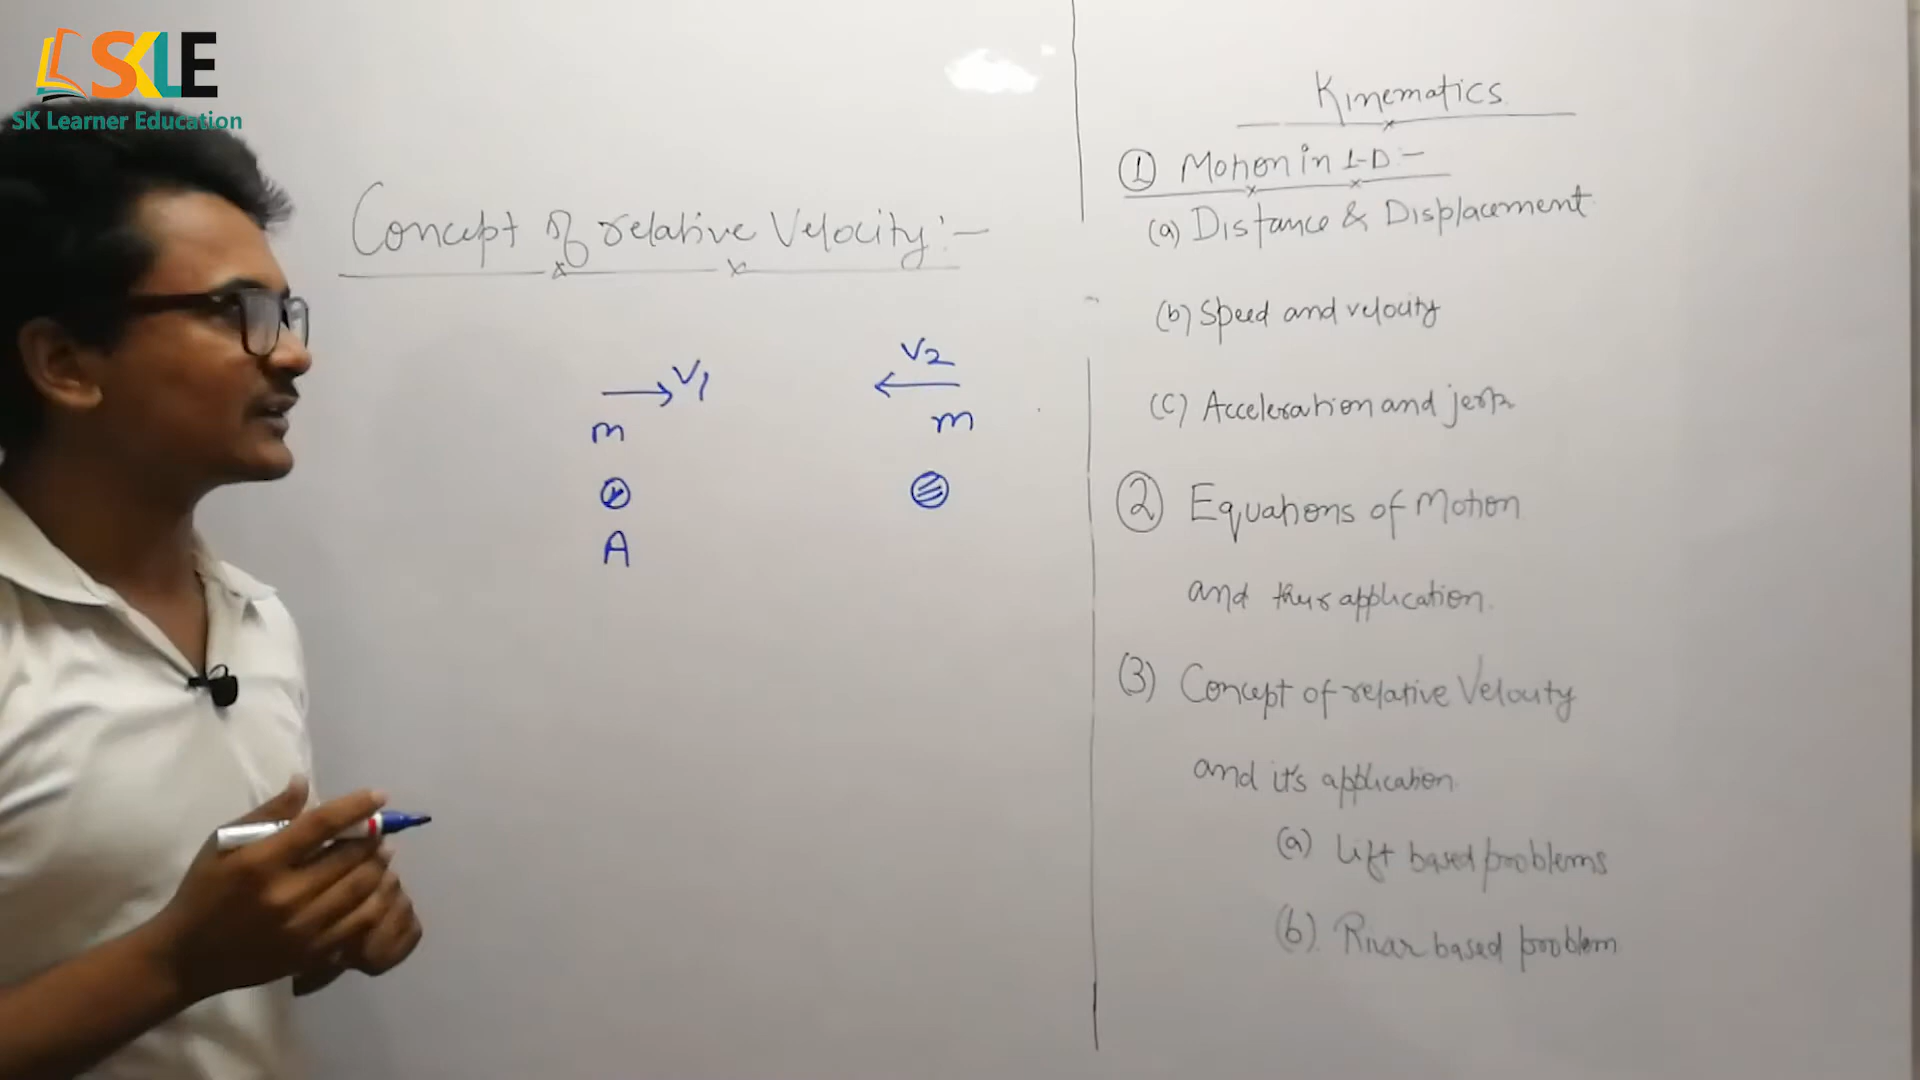 SKLE
SK Learner Education
Concept of relative Velocity :-
V1
V2
m
m
A
Kinematics
① Motion in 1-D :-
(a) Distance & Displacement
(b) Speed and velocity
(c) Acceleration and jerk
② Equations of Motion
and their application.
(3) Concept of relative Velocity
and it's application.
(a) Lift based problems
(b). River based problem